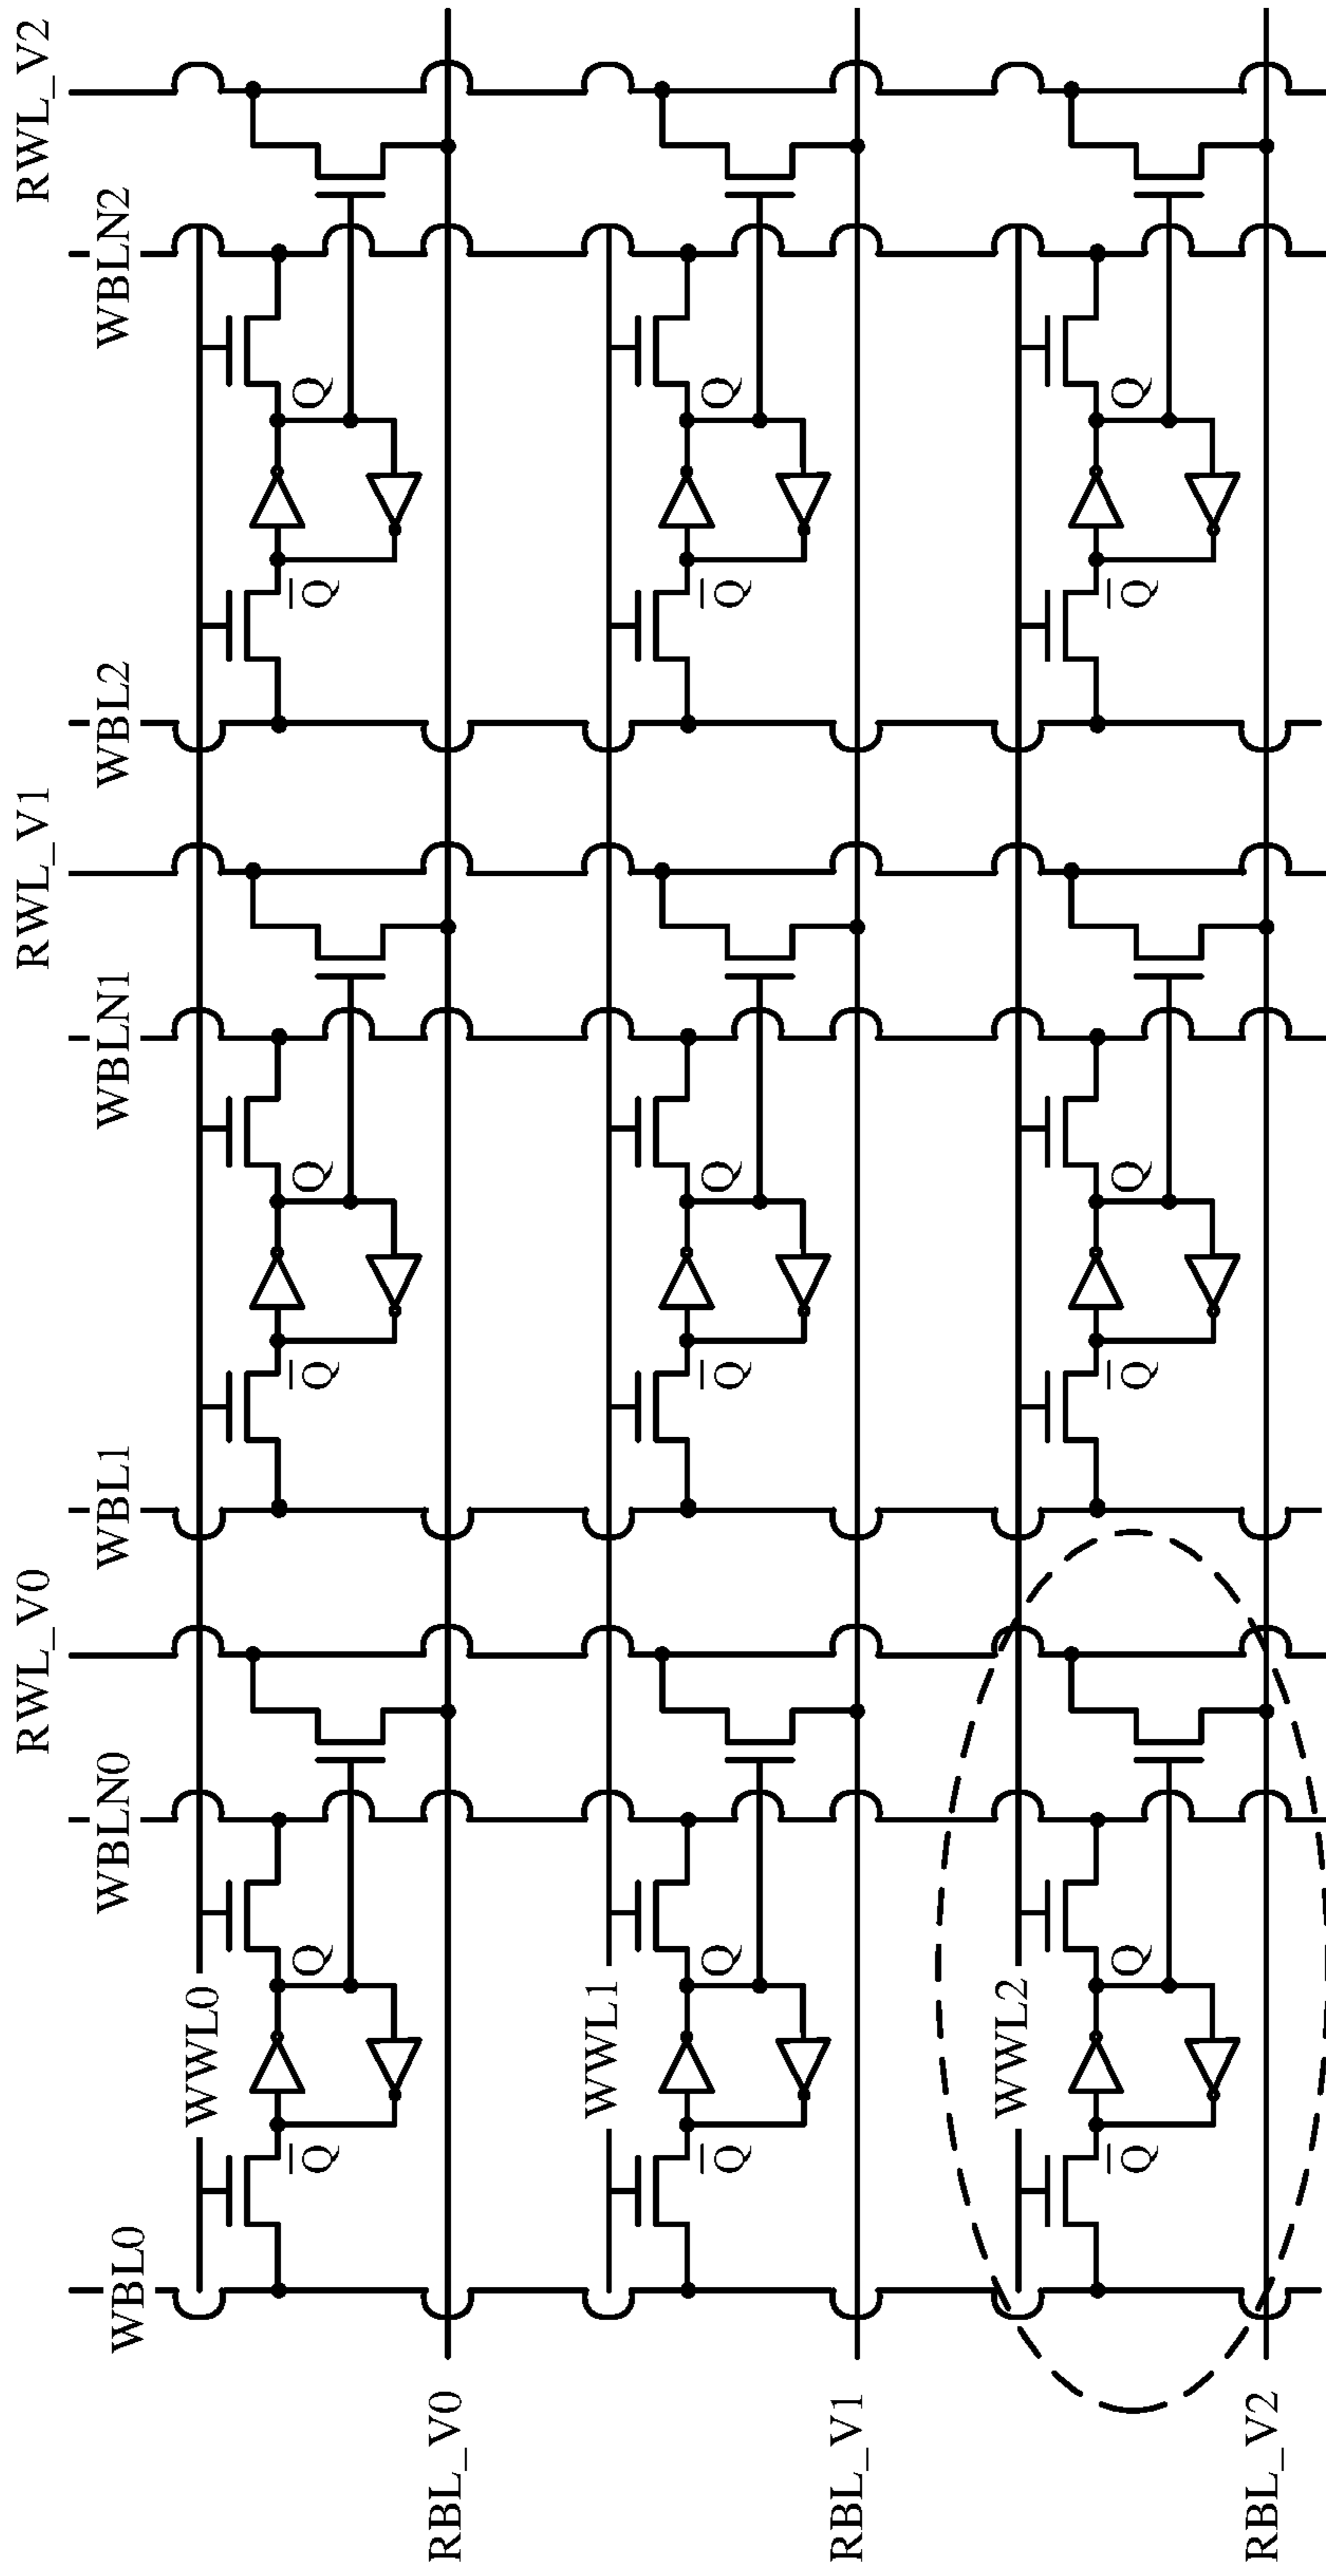 RWL_V0 RWL_V1 RWL_V2
WBL0 WBLN0 WBL1 WBLN1 WBL2 WBLN2
WWL0
Q Q Q Q Q Q
RBL_V0
WWL1
Q Q Q Q Q Q
RBL_V1
WWL2
Q Q Q Q Q Q
RBL_V2